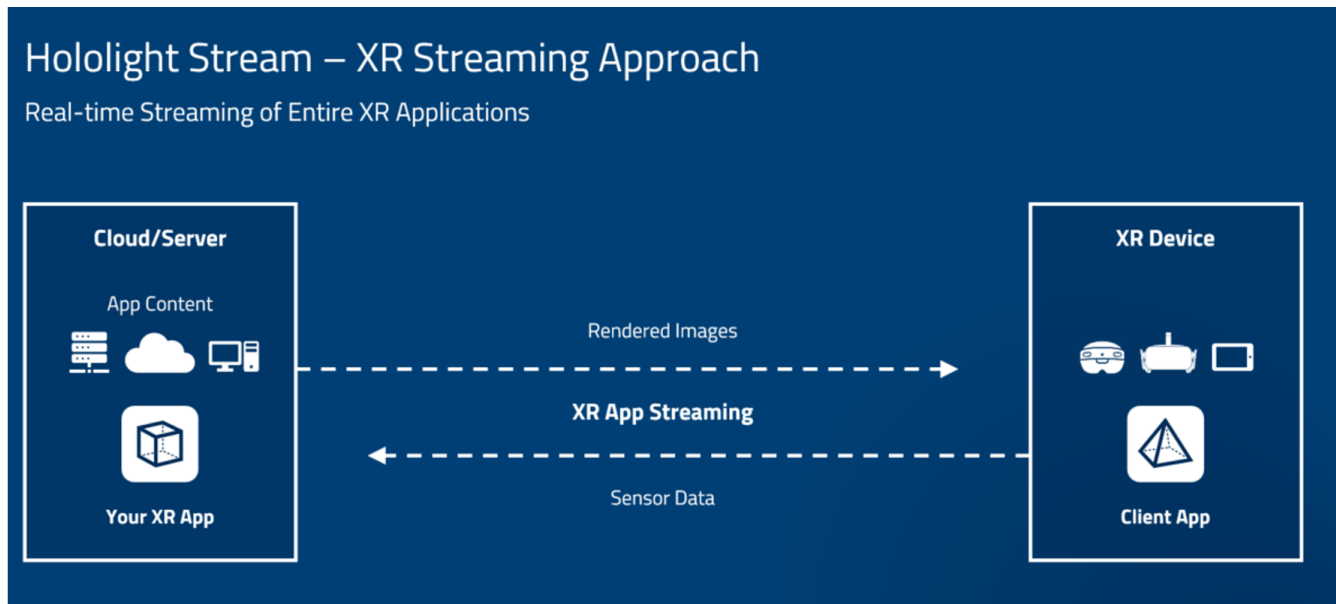 Hololight Stream – XR Streaming Approach
Real-time Streaming of Entire XR Applications
Cloud/Server
App Content
Your XR App
Rendered Images
XR App Streaming
Sensor Data
XR Device
Client App